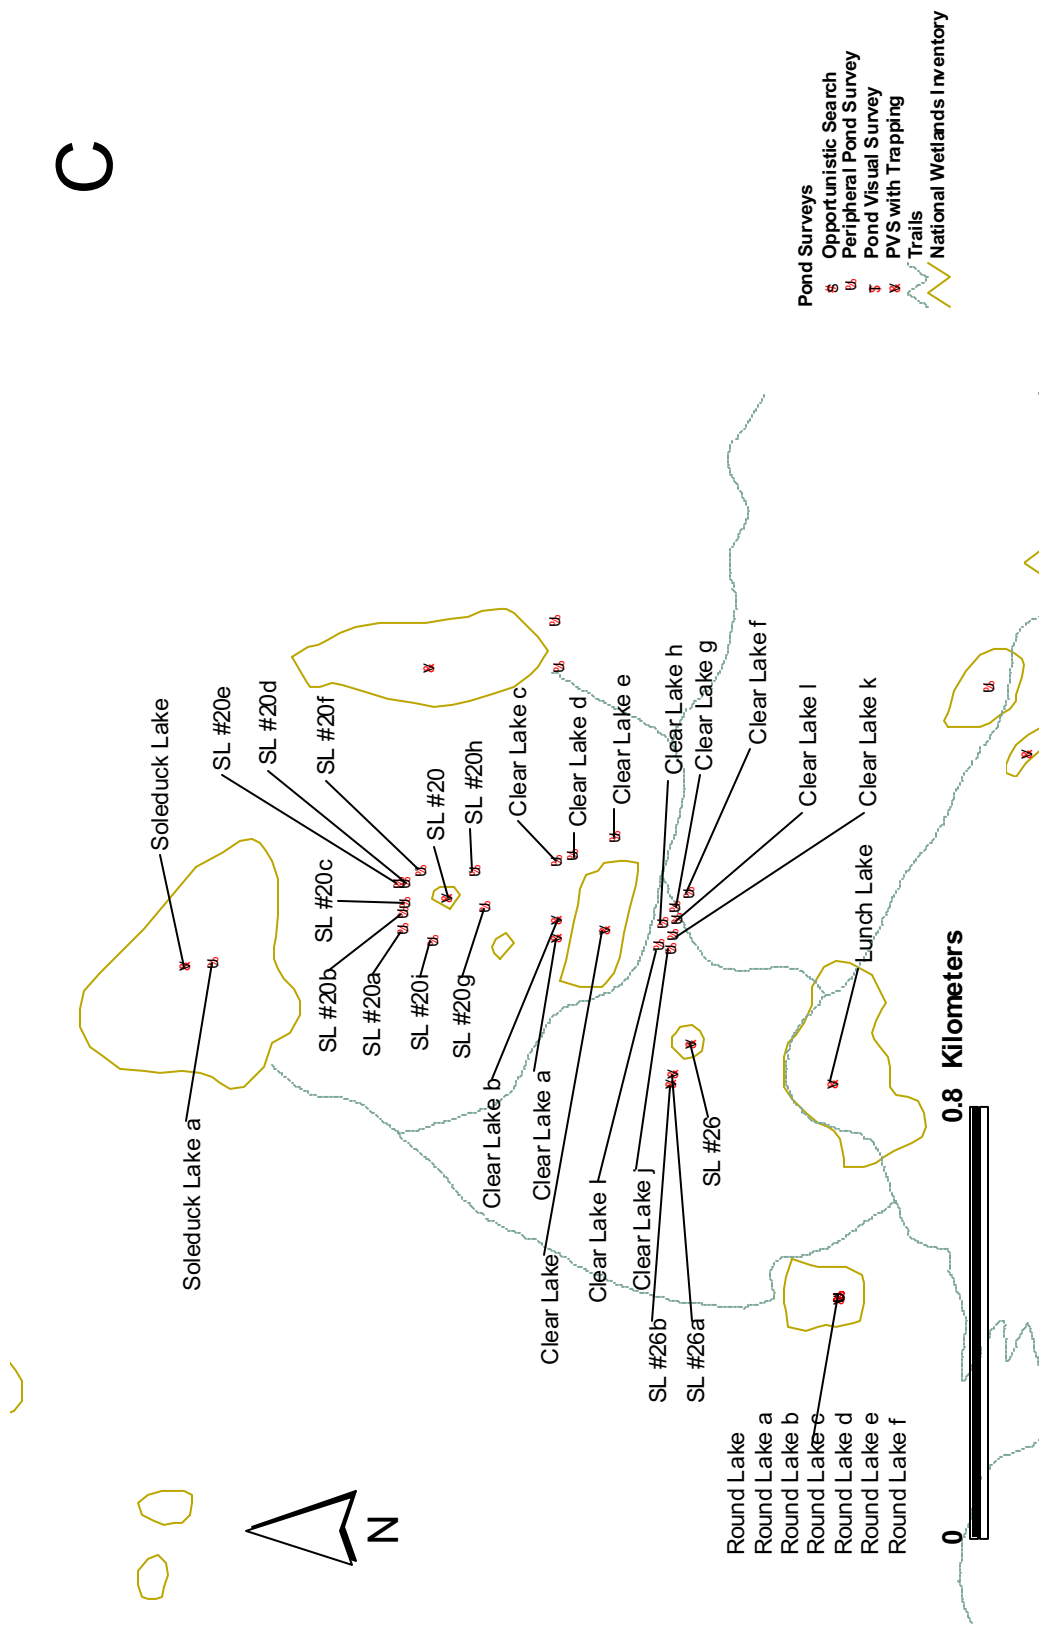 C
Pond Surveys
Opportunistic Search
Peripheral Pond Survey
Pond Visual Survey
PVS with Trapping
Trails
National Wetlands Inventory
Soleduck Lake
Soleduck Lake a
SL #20e
SL #20d
SL #20f
SL #20c
SL #20b
SL #20a
SL #20i
SL #20g
SL #20
SL #20h
Clear Lake c
Clear Lake d
Clear Lake e
Clear Lake b
Clear Lake a
Clear Lake
Clear Lake I
Clear Lake j
Clear Lake h
Clear Lake g
Clear Lake f
Clear Lake l
Clear Lake k
SL #26b
SL #26a
SL #26
Lunch Lake
Round Lake
Round Lake a
Round Lake b
Round Lake c
Round Lake d
Round Lake e
Round Lake f
N
0 0.8 Kilometers